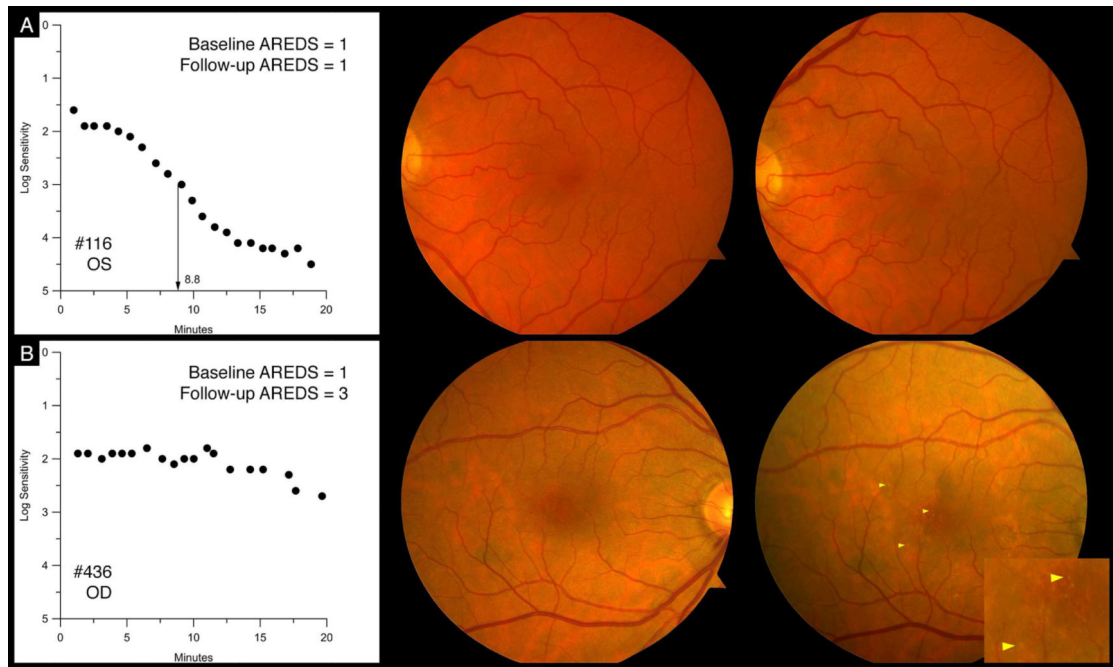 A
Baseline AREDS = 1
Follow-up AREDS = 1
0
1
2
3
4
5
Log Sensitivity
#116
OS
8.8
0
5
10
15
20
Minutes
B
Baseline AREDS = 1
Follow-up AREDS = 3
0
1
2
3
4
5
Log Sensitivity
#436
OD
0
5
10
15
20
Minutes